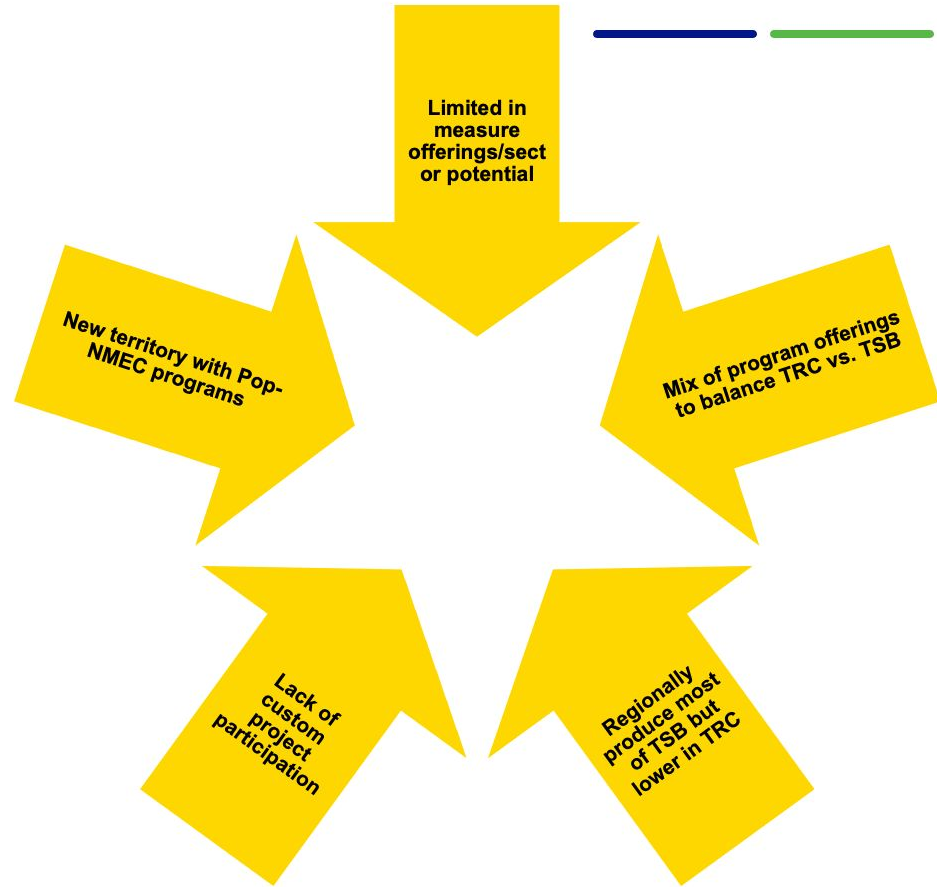 Limited in
measure
offerings/sect
or potential
New territory with Pop-
NMEC programs
Mix of program offerings
to balance TRC vs. TSB
Lack of
custom
project
participation
Regionally
produce most
of TSB but
lower in TRC